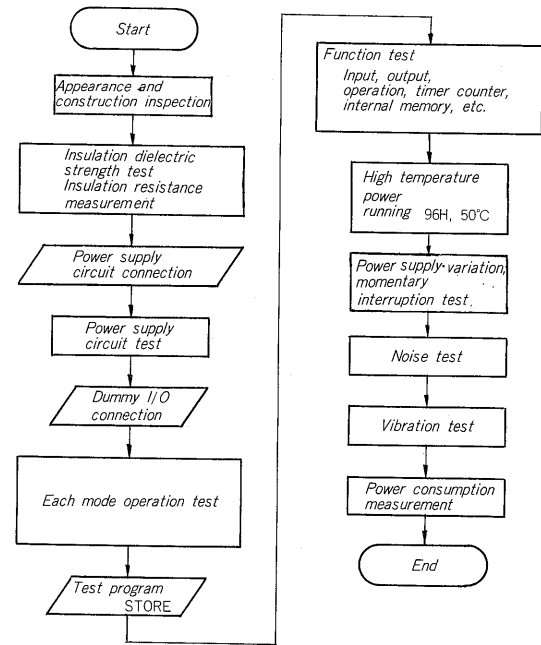 Start
Appearance and
construction inspection
Insulation dielectric
strength test
Insulation resistance
measurement
Power supply
circuit connection
Power supply
circuit test
Dummy I/O
connection
Each mode operation test
Test program
STORE
Function test
Input, output,
operation, timer counter,
internal memory, etc.
High temperature
power
running 96H, 50°C
Power supply variation,
momentary
interruption test
Noise test
Vibration test
Power consumption
measurement
End